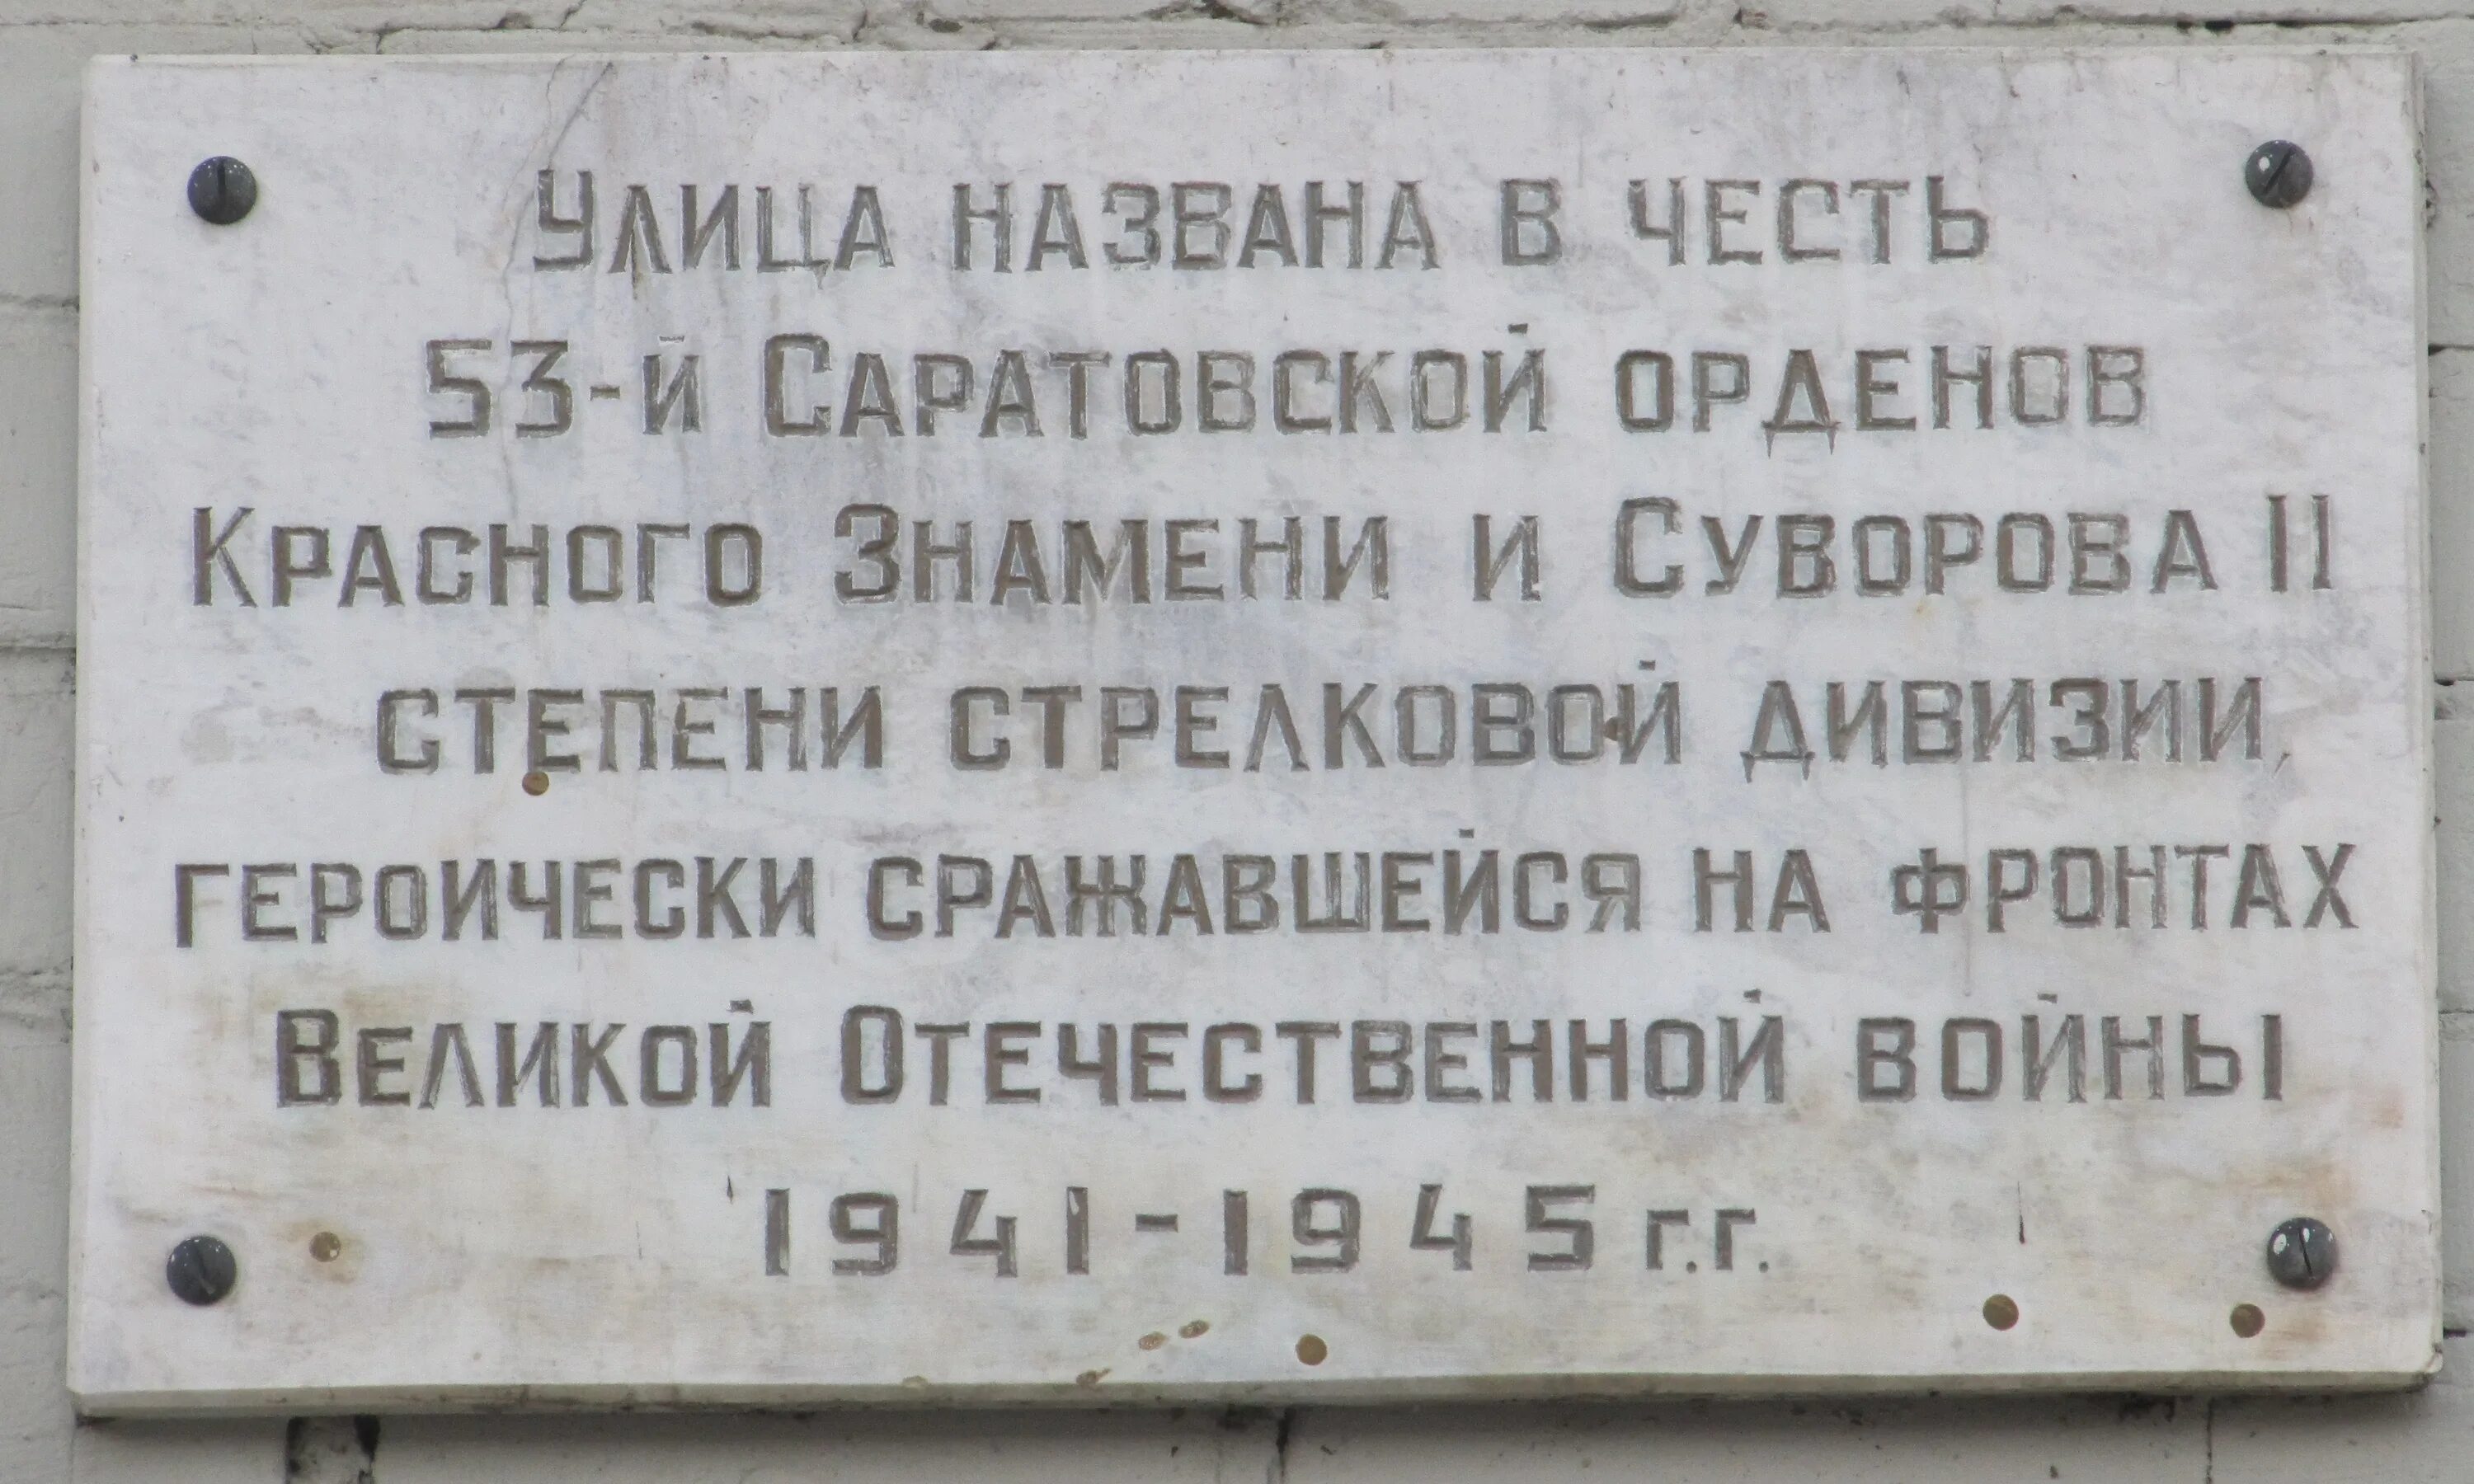 Улица названа в честь
53-й Саратовской орденов
Красного Знамени и Суворова II
степени стрелковой дивизии,
героически сражавшейся на фронтах
Великой Отечественной войны
1941-1945 г.г.